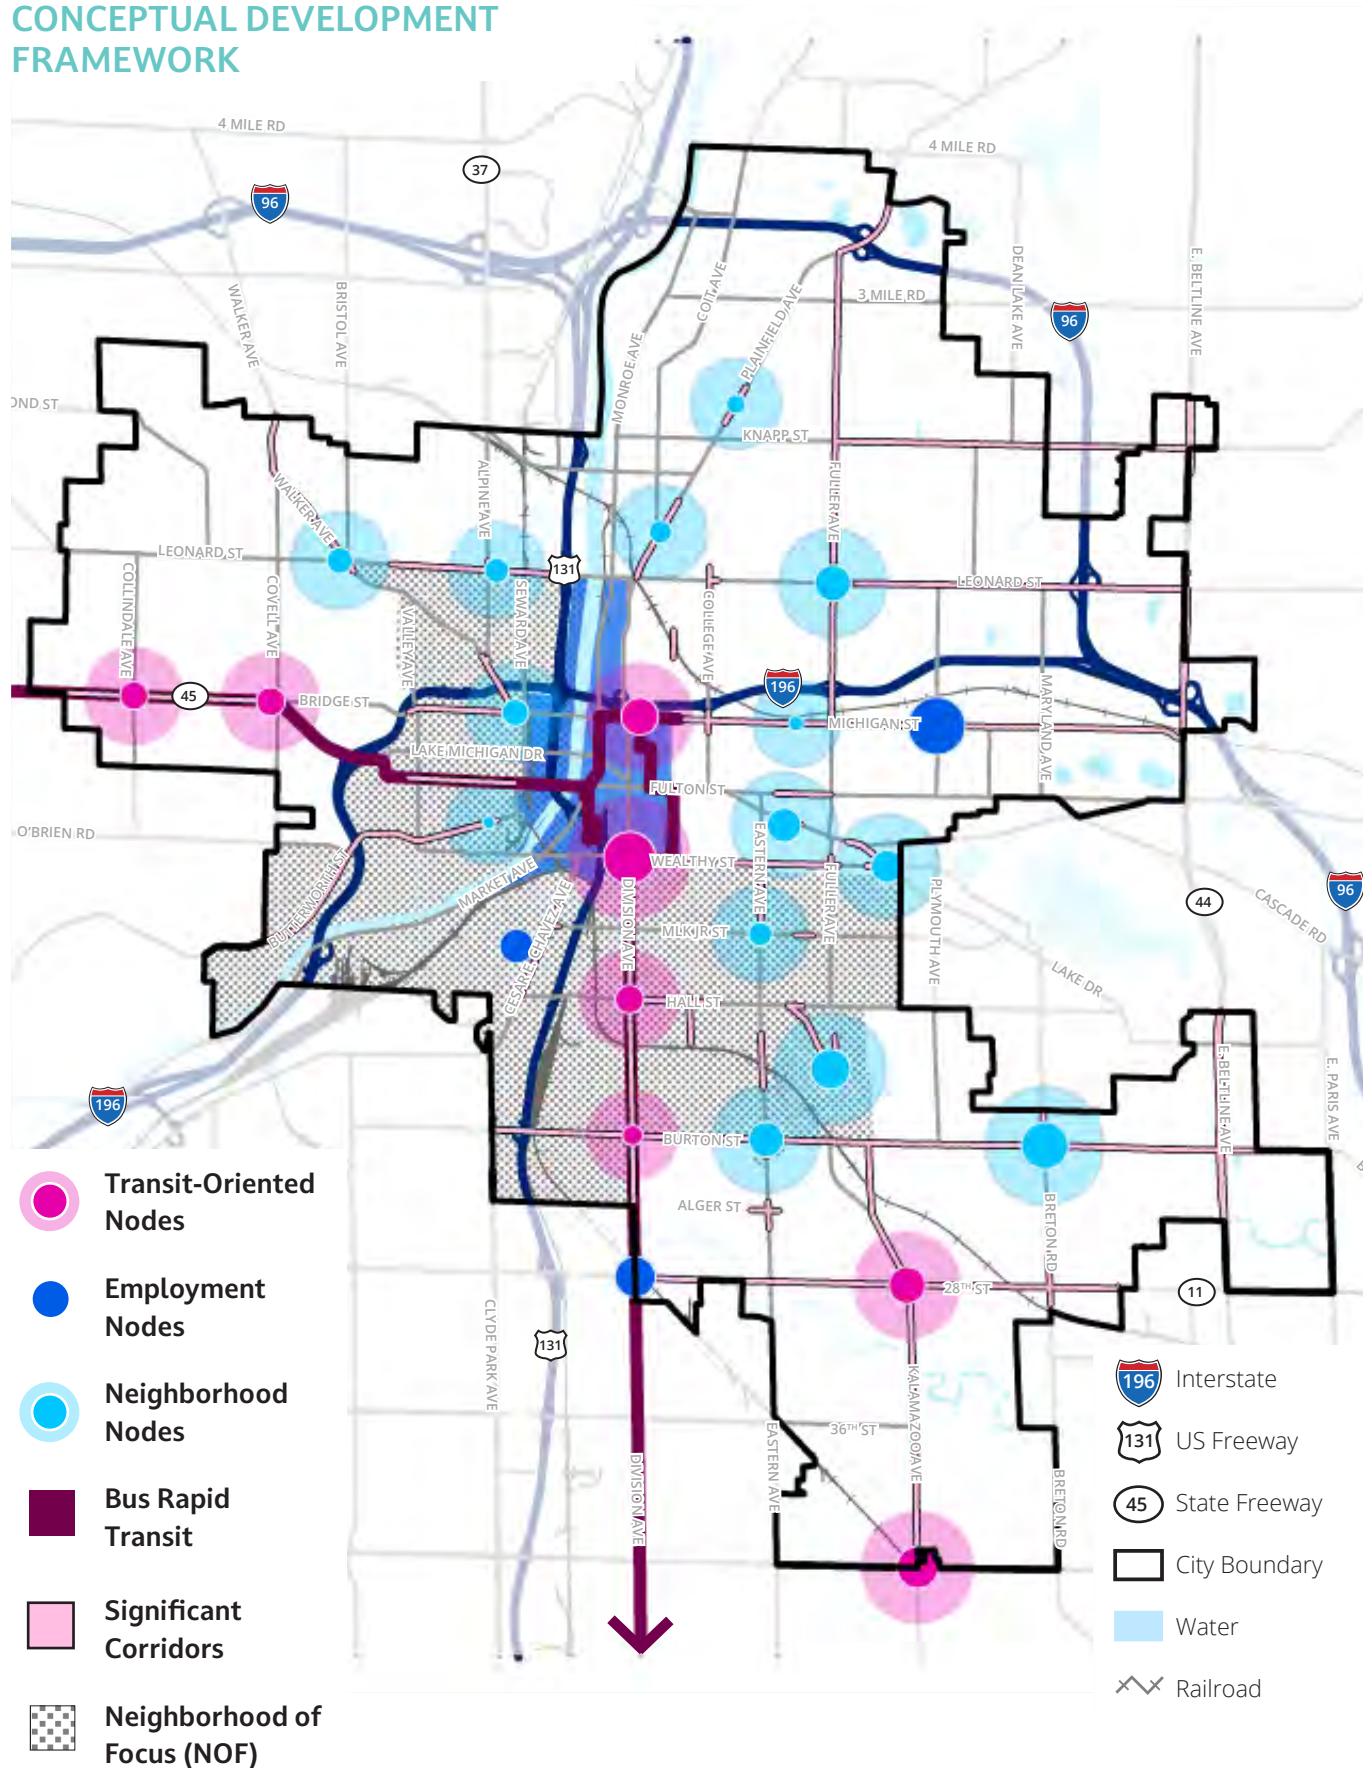 CONCEPTUAL DEVELOPMENT
FRAMEWORK
4 MILE RD
4 MILE RD
37
96
WALKER AVE
BRISTOL AVE
COIT AVE
PLAINFIELD AVE
3 MILE RD
DEAN LAKE AVE
E. BELTLINE AVE
96
MONROE AVE
OND ST
KNAPP ST
WALKER AVE
ALPINE AVE
FULLER AVE
LEONARD ST
131
LEONARD ST
COLLINDALE AVE
COVELL AVE
VALLEY AVE
SEWARD AVE
COLLEGE AVE
45
BRIDGE ST
196
MICHIGAN ST
MARYLAND AVE
LAKE MICHIGAN DR
FULTON ST
O'BRIEN RD
BUTTERWORTH ST
MARKET AVE
WEALTHY ST
EASTERN AVE
FULLER AVE
PLYMOUTH AVE
44
CASCADE RD
96
CESAR E CHAVEZ AVE
DIVISION AVE
MLK JR ST
LAKE DR
HALL ST
E. BELTLINE AVE
E. PARIS AVE
196
BURTON ST
ALGER ST
BRETON RD
28TH ST
11
CLYDE PARK AVE
131
36TH ST
KALAMAZOO AVE
EASTERN AVE
DIVISION AVE
BRETON RD
Transit-Oriented
Nodes
Employment
Nodes
Neighborhood
Nodes
Bus Rapid
Transit
Significant
Corridors
Neighborhood of
Focus (NOF)
196 Interstate
131 US Freeway
45 State Freeway
City Boundary
Water
Railroad